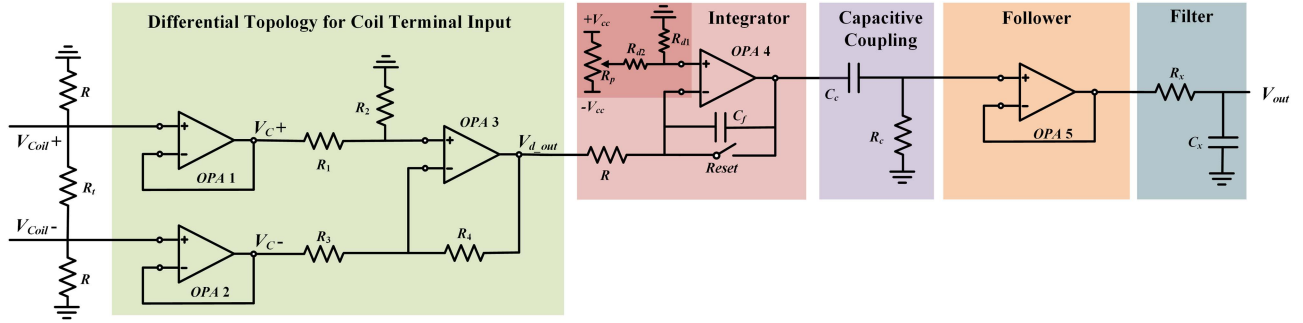 Differential Topology for Coil Terminal Input
Integrator
Capacitive
Coupling
Follower
Filter
R
VCoil+
Rt
VCoil-
R
OPA 1
VC+
R1
R2
OPA 3
Vd_out
OPA 2
VC-
R3
R4
+Vcc
Rp
-Vcc
Rd2
Rd1
OPA 4
Cf
Reset
R
Cc
Rc
OPA 5
Rx
Cx
Vout